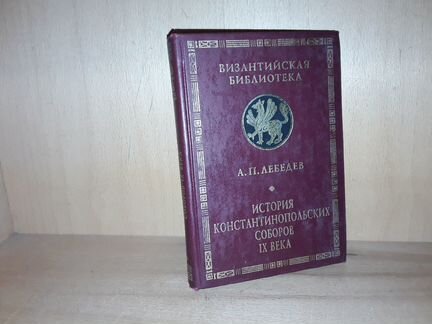 ВИЗАНТИЙСКАЯ
БИБЛИОТЕКА
А. П. ЛЕБЕДЕВ
ИСТОРИЯ
КОНСТАНТИНОПОЛЬСКИХ
СОБОРОВ
IX ВЕКА